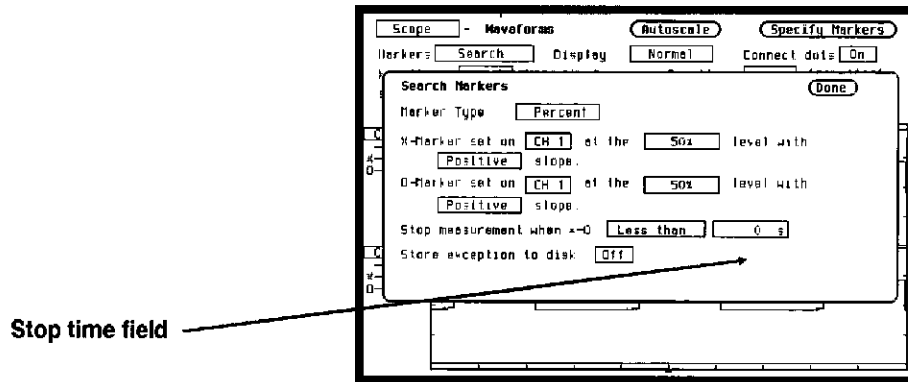 Scope - Waveforms Autoscale Specify Markers
Markers Search Display Normal Connect dots On
Search Markers Done
Marker Type Percent
X-Marker set on CH 1 at the 50% level with
Positive slope.
O-Marker set on CH 1 at the 50% level with
Positive slope.
Stop measurement when x-O Less than 0 s
Store exception to disk Off
Stop time field